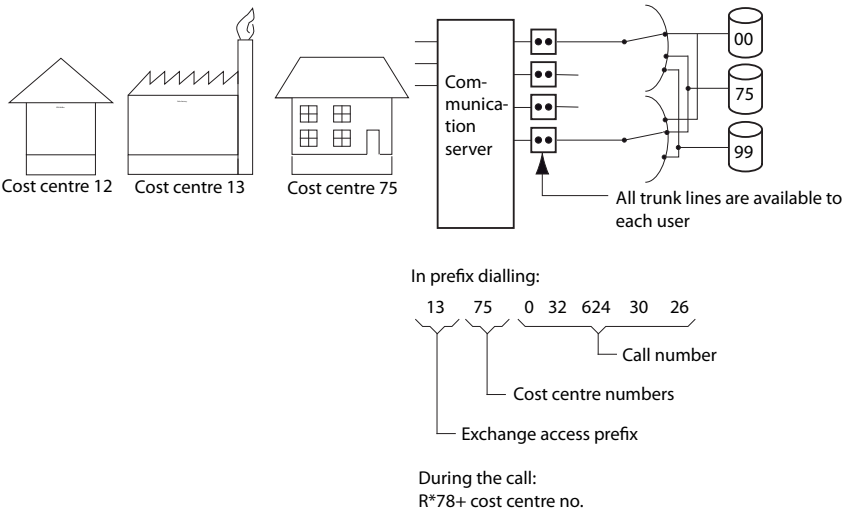 00
75
99
Com-
munica-
tion
server
Cost centre 12
Cost centre 13
Cost centre 75
All trunk lines are available to
each user
In prefix dialling:
13 75 0 32 624 30 26
Call number
Cost centre numbers
Exchange access prefix
During the call:
R*78+ cost centre no.